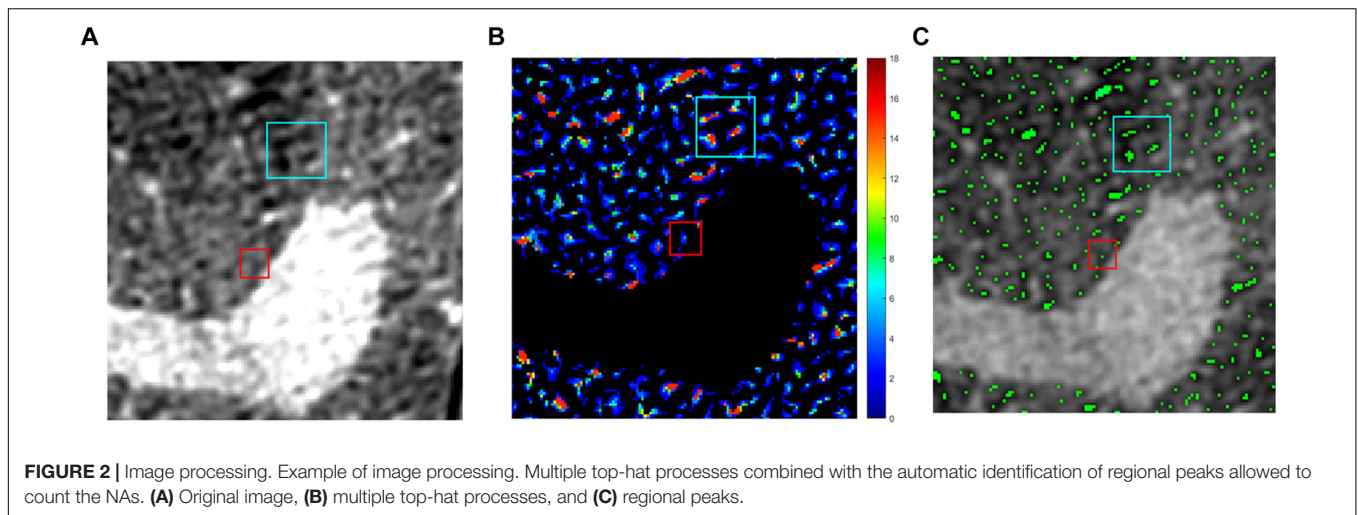 A
B
C
18
16
14
12
10
8
6
4
2
0
FIGURE 2 | Image processing. Example of image processing. Multiple top-hat processes combined with the automatic identification of regional peaks allowed to
count the NAs. (A) Original image, (B) multiple top-hat processes, and (C) regional peaks.